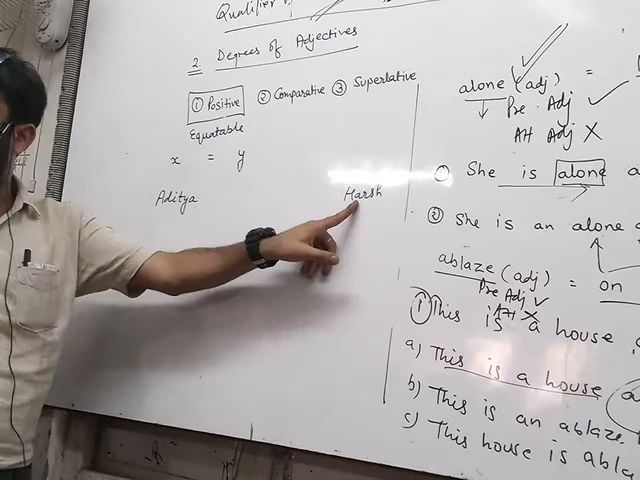 Qualifier
2 Degrees of Adjectives
① Positive ② Comparative ③ Superlative
Equatable
x = y
Aditya Harsh
alone (adj) =
↓ Pre. Adj ✓
Att Adj X
① She is alone
② She is an alone
ablaze (adj) = on
Pre Adj ✓
Att X
① This is a house
a) This is a house
b) This is an ablaze
c) This house is abla